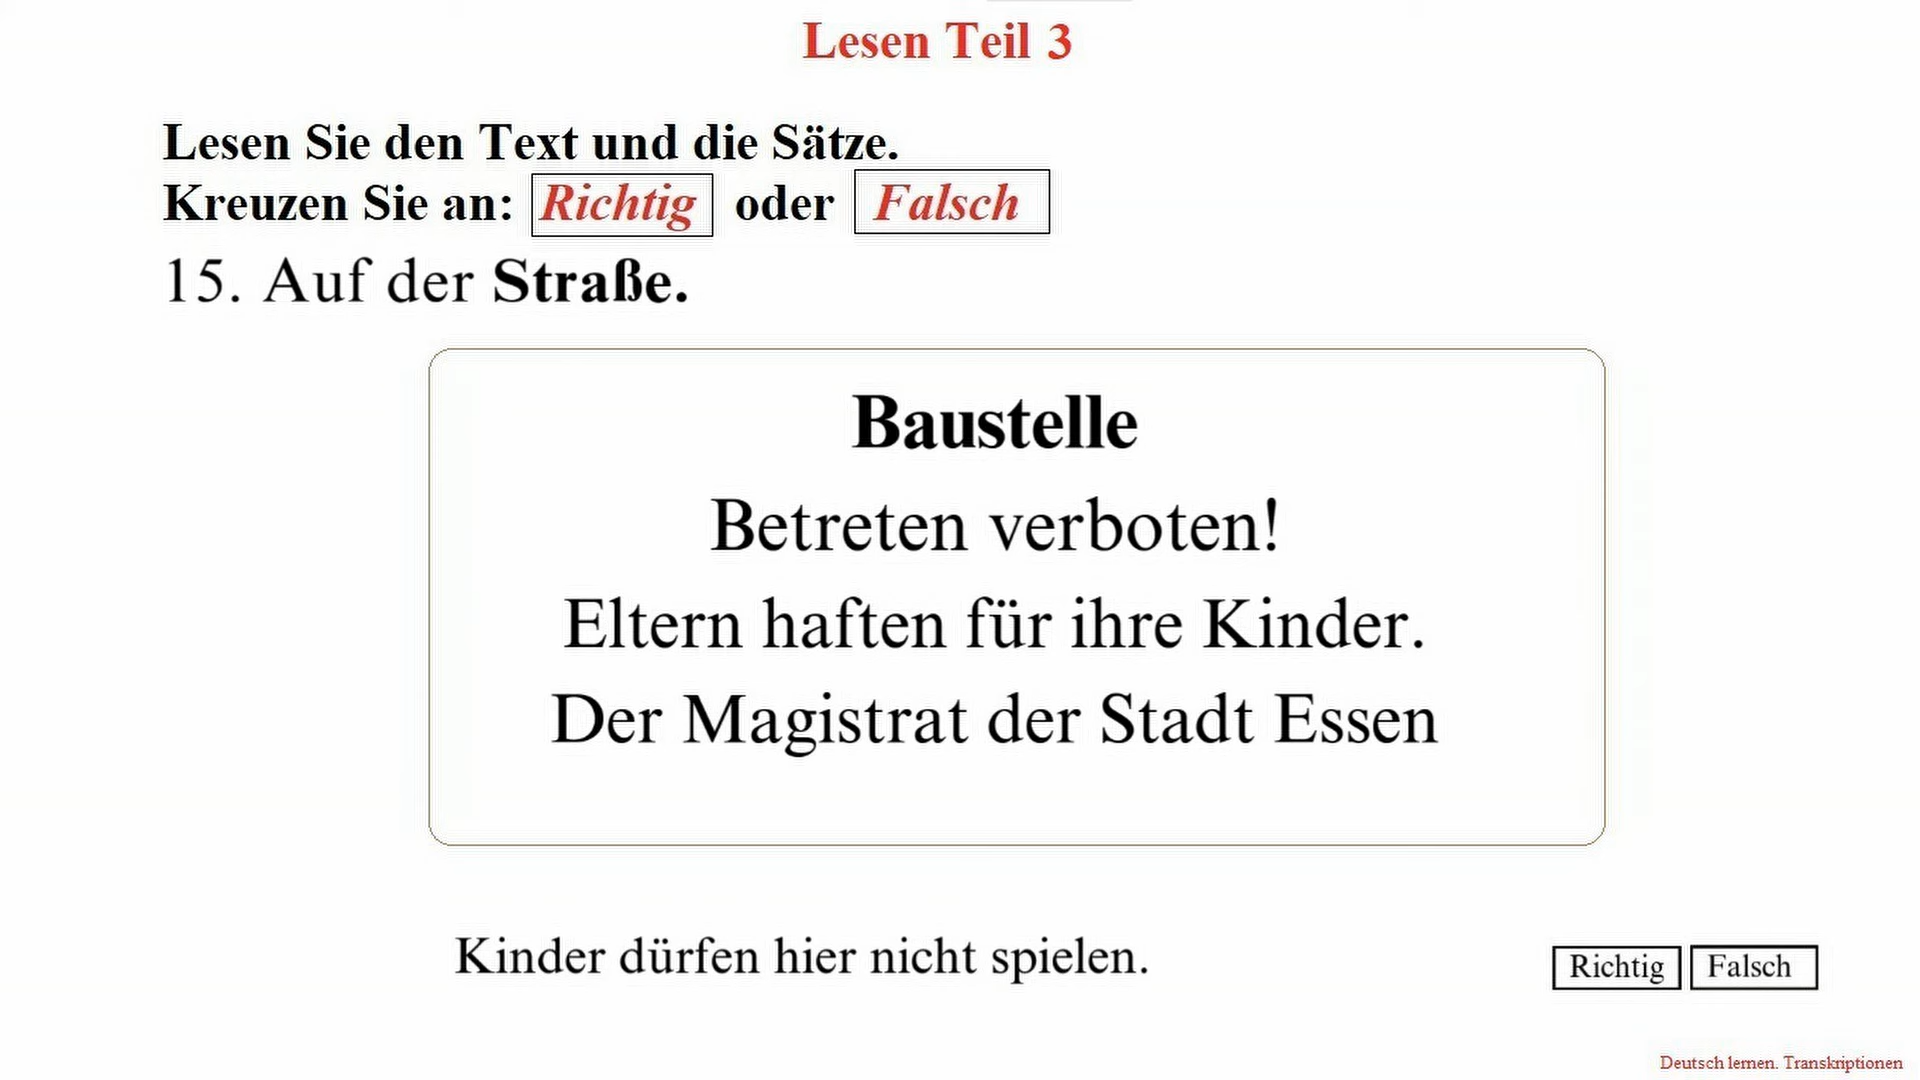 Lesen Teil 3
Lesen Sie den Text und die Sätze.
Kreuzen Sie an: Richtig oder Falsch
15. Auf der Straße.
Baustelle
Betreten verboten!
Eltern haften für ihre Kinder.
Der Magistrat der Stadt Essen
Kinder dürfen hier nicht spielen.
Richtig Falsch
Deutsch lernen. Transkriptionen